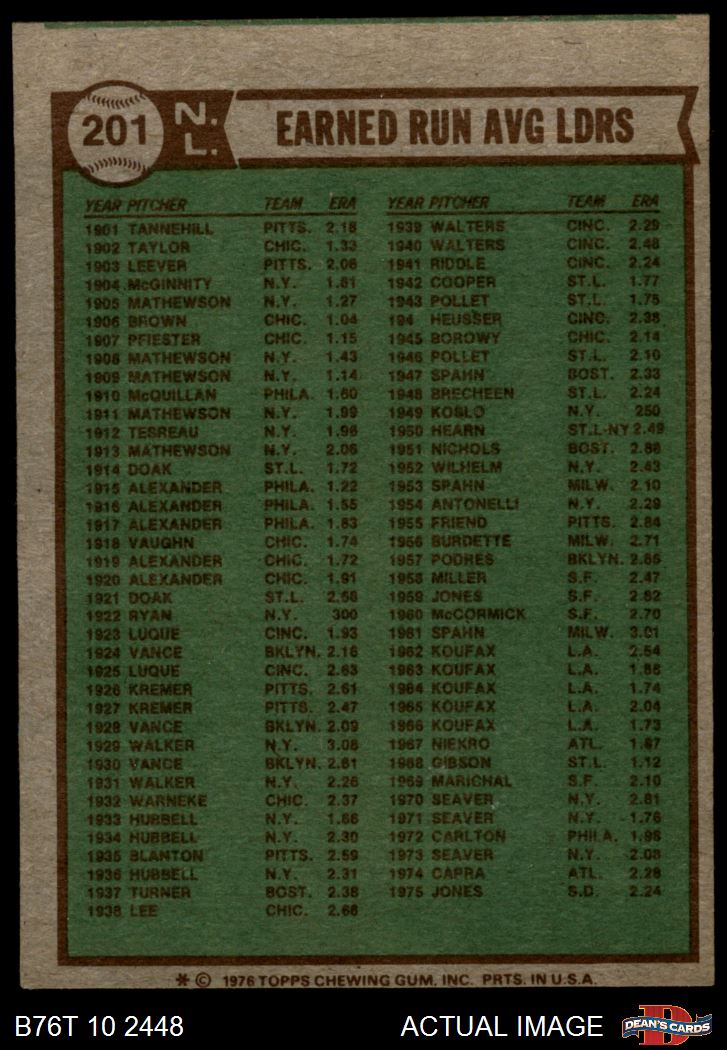 201 N. L. EARNED RUN AVG LDRS
YEAR PITCHER TEAM ERA
1901 TANNEHILL PITTS. 2.18
1902 TAYLOR CHIC. 1.33
1903 LEEVER PITTS. 2.06
1904 McGINNITY N.Y. 1.61
1905 MATHEWSON N.Y. 1.27
1906 BROWN CHIC. 1.04
1907 PFIESTER CHIC. 1.15
1908 MATHEWSON N.Y. 1.43
1909 MATHEWSON N.Y. 1.14
1910 McQUILLAN PHILA. 1.60
1911 MATHEWSON N.Y. 1.99
1912 TESREAU N.Y. 1.96
1913 MATHEWSON N.Y. 2.06
1914 DOAK ST.L. 1.72
1915 ALEXANDER PHILA. 1.22
1916 ALEXANDER PHILA. 1.55
1917 ALEXANDER PHILA. 1.83
1918 VAUGHN CHIC. 1.74
1919 ALEXANDER CHIC. 1.72
1920 ALEXANDER CHIC. 1.91
1921 DOAK ST.L. 2.58
1922 RYAN N.Y. 300
1923 LUQUE CINC. 1.93
1924 VANCE BKLYN. 2.16
1925 LUQUE CINC. 2.63
1926 KREMER PITTS. 2.61
1927 KREMER PITTS. 2.47
1928 VANCE BKLYN. 2.09
1929 WALKER N.Y. 3.08
1930 VANCE BKLYN. 2.61
1931 WALKER N.Y. 2.26
1932 WARNEKE CHIC. 2.37
1933 HUBBELL N.Y. 1.66
1934 HUBBELL N.Y. 2.30
1935 BLANTON PITTS. 2.59
1936 HUBBELL N.Y. 2.31
1937 TURNER BOST. 2.38
1938 LEE CHIC. 2.66
YEAR PITCHER TEAM ERA
1939 WALTERS CINC. 2.29
1940 WALTERS CINC. 2.48
1941 RIDDLE CINC. 2.24
1942 COOPER ST.L. 1.77
1943 POLLET ST.L. 1.75
194 HEUSSER CINC. 2.38
1945 BOROWY CHIC. 2.14
1946 POLLET ST.L. 2.10
1947 SPAHN BOST. 2.33
1948 BRECHEEN ST.L. 2.24
1949 KOSLO N.Y. 250
1950 HEARN ST.L-NY 2.49
1951 NICHOLS BOST. 2.88
1952 WILHELM N.Y. 2.43
1953 SPAHN MILW. 2.10
1954 ANTONELLI N.Y. 2.29
1955 FRIEND PITTS. 2.84
1956 BURDETTE MILW. 2.71
1957 PODRES BKLYN. 2.66
1958 MILLER S.F. 2.47
1959 JONES S.F. 2.82
1960 McCORMICK S.F. 2.70
1961 SPAHN MILW. 3.01
1962 KOUFAX L.A. 2.54
1963 KOUFAX L.A. 1.88
1964 KOUFAX L.A. 1.74
1965 KOUFAX L.A. 2.04
1966 KOUFAX L.A. 1.73
1967 NIEKRO ATL. 1.87
1968 GIBSON ST.L. 1.12
1969 MARICHAL S.F. 2.10
1970 SEAVER N.Y. 2.81
1971 SEAVER N.Y. 1.76
1972 CARLTON PHILA. 1.98
1973 SEAVER N.Y. 2.08
1974 CAPRA ATL. 2.28
1975 JONES S.D. 2.24
* © 1976 TOPPS CHEWING GUM, INC. PRTS. IN U.S.A.
B76T 10 2448 ACTUAL IMAGE D DEAN'S CARDS